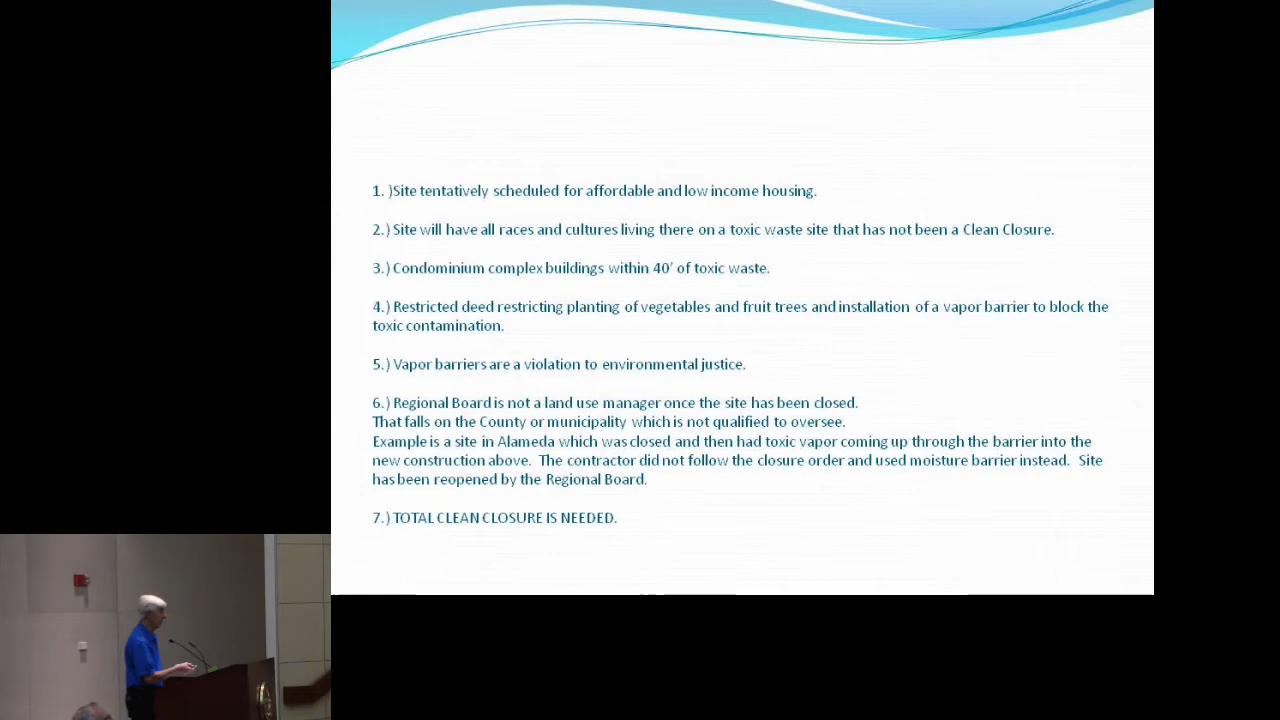 1. )Site tentatively scheduled for affordable and low income housing.
2.) Site will have all races and cultures living there on a toxic waste site that has not been a Clean Closure.
3.) Condominium complex buildings within 40' of toxic waste.
4.) Restricted deed restricting planting of vegetables and fruit trees and installation of a vapor barrier to block the
toxic contamination.
5.) Vapor barriers are a violation to environmental justice.
6.) Regional Board is not a land use manager once the site has been closed.
That falls on the County or municipality which is not qualified to oversee.
Example is a site in Alameda which was closed and then had toxic vapor coming up through the barrier into the
new construction above.  The contractor did not follow the closure order and used moisture barrier instead.  Site
has been reopened by the Regional Board.
7.) TOTAL CLEAN CLOSURE IS NEEDED.